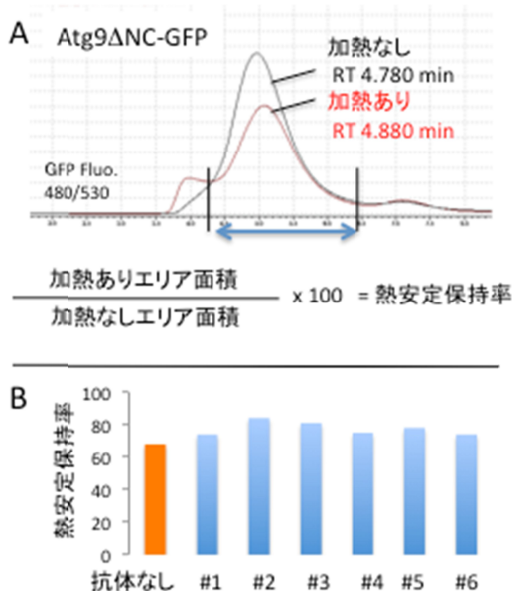 A
Atg9ΔNC-GFP
加熱なし
RT 4.780 min
加熱あり
RT 4.880 min
GFP Fluo.
480/530
加熱ありエリア面積
加熱なしエリア面積
x 100 = 熱安定保持率
B
熱安定保持率
100
80
60
40
20
0
抗体なし #1 #2 #3 #4 #5 #6